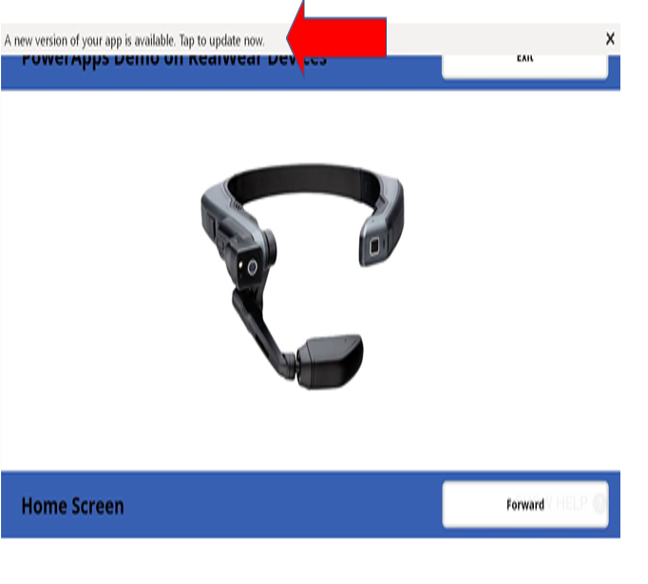 A new version of your app is available. Tap to update now. X
PowerApps Demo on RealWear Devices
Exit
Home Screen
Forward
HELP ?